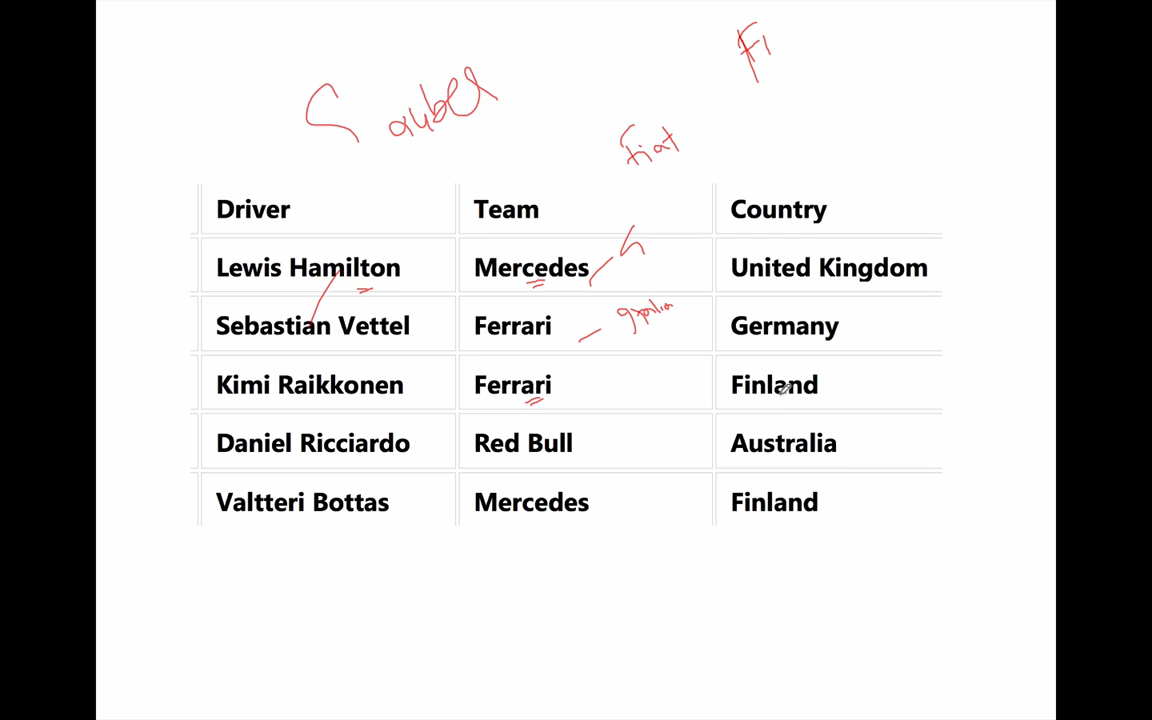 Fiat
Driver Team Country
Lewis Hamilton Mercedes United Kingdom
Sebastian Vettel Ferrari Germany
Kimi Raikkonen Ferrari Finland
Daniel Ricciardo Red Bull Australia
Valtteri Bottas Mercedes Finland